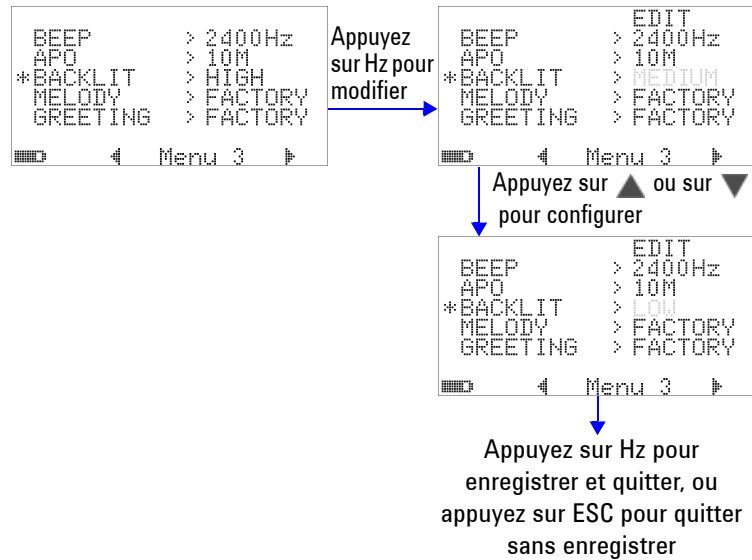 BEEP > 2400Hz
APO > 10M
*BACKLIT > HIGH
MELODY > FACTORY
GREETING > FACTORY
Menu 3
Appuyez
sur Hz pour
modifier
EDIT
BEEP > 2400Hz
APO > 10M
*BACKLIT > MEDIUM
MELODY > FACTORY
GREETING > FACTORY
Menu 3
Appuyez sur ▲ ou sur ▼
pour configurer
EDIT
BEEP > 2400Hz
APO > 10M
*BACKLIT > LOW
MELODY > FACTORY
GREETING > FACTORY
Menu 3
Appuyez sur Hz pour
enregistrer et quitter, ou
appuyez sur ESC pour quitter
sans enregistrer